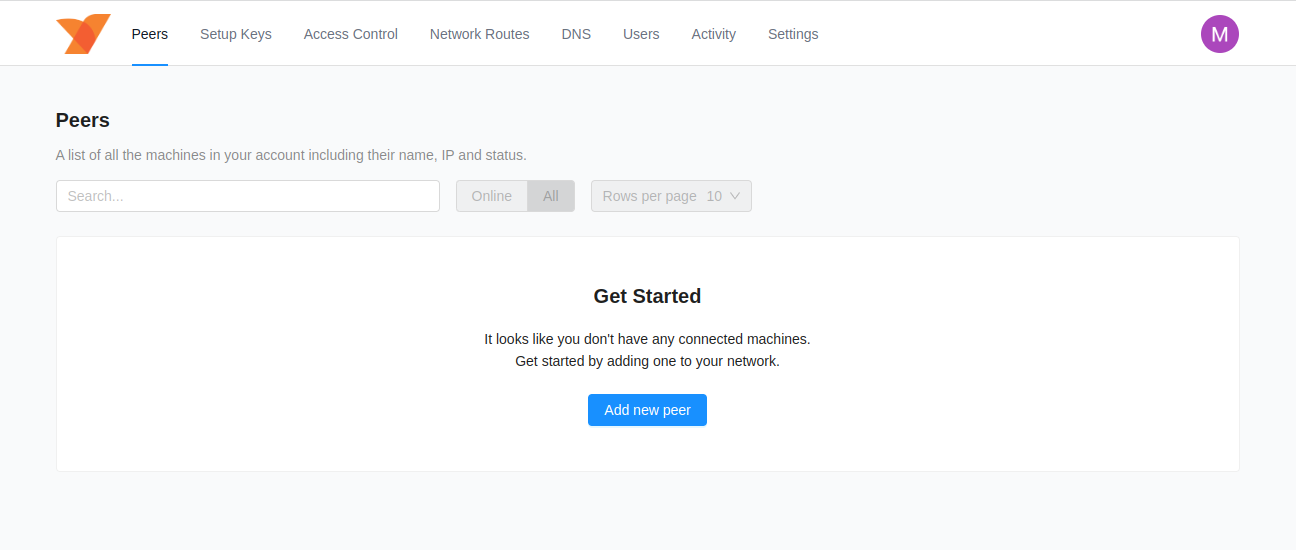 Peers Setup Keys Access Control Network Routes DNS Users Activity Settings M
Peers
A list of all the machines in your account including their name, IP and status.
Search... Online All Rows per page 10
Get Started
It looks like you don't have any connected machines.
Get started by adding one to your network.
Add new peer